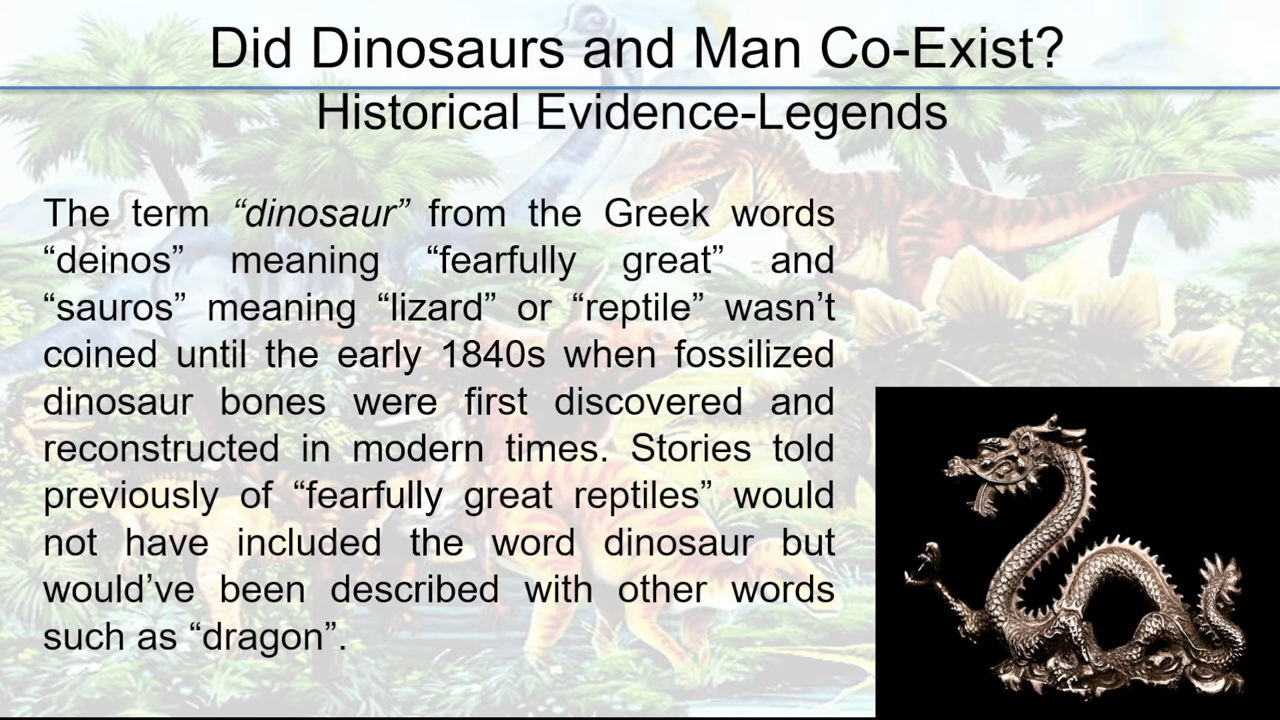 Did Dinosaurs and Man Co-Exist?
Historical Evidence-Legends
The term “dinosaur” from the Greek words
“deinos” meaning “fearfully great” and
“sauros” meaning “lizard” or “reptile” wasn’t
coined until the early 1840s when fossilized
dinosaur bones were first discovered and
reconstructed in modern times. Stories told
previously of “fearfully great reptiles” would
not have included the word dinosaur but
would’ve been described with other words
such as “dragon”.